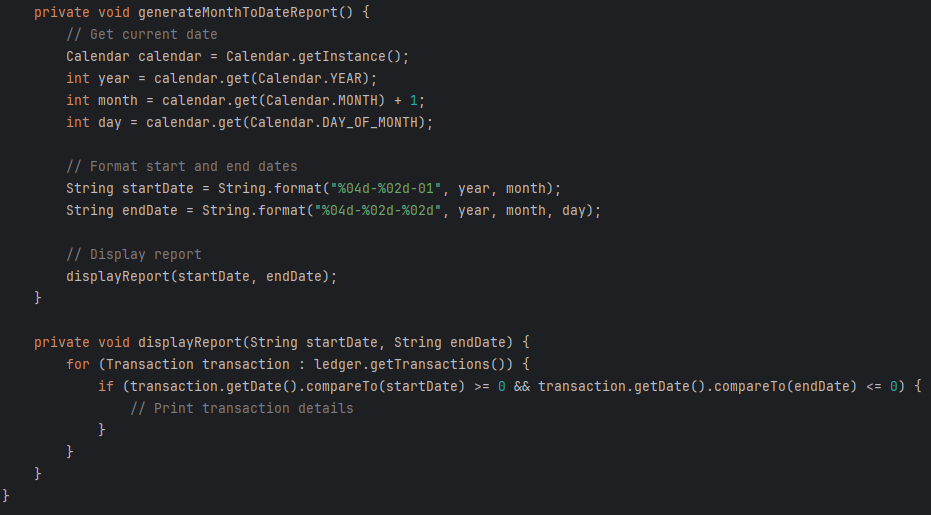 private void generateMonthToDateReport() {
// Get current date
Calendar calendar = Calendar.getInstance();
int year = calendar.get(Calendar.YEAR);
int month = calendar.get(Calendar.MONTH) + 1;
int day = calendar.get(Calendar.DAY_OF_MONTH);
// Format start and end dates
String startDate = String.format("%04d-%02d-01", year, month);
String endDate = String.format("%04d-%02d-%02d", year, month, day);
// Display report
displayReport(startDate, endDate);
}
private void displayReport(String startDate, String endDate) {
for (Transaction transaction : ledger.getTransactions()) {
if (transaction.getDate().compareTo(startDate) >= 0 && transaction.getDate().compareTo(endDate) <= 0) {
// Print transaction details
}
}
}
}